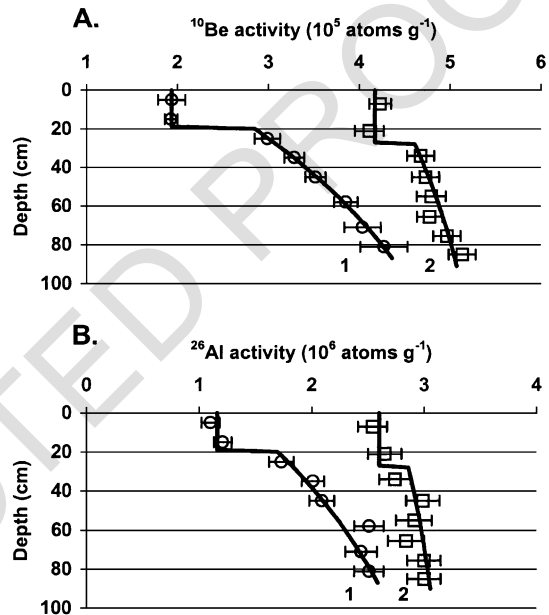 A.
¹⁰Be activity (10⁵ atoms g⁻¹)
1 2 3 4 5 6
Depth (cm)
0
20
40
60
80
100
1 2
B.
²⁶Al activity (10⁶ atoms g⁻¹)
0 1 2 3 4
Depth (cm)
0
20
40
60
80
100
1 2